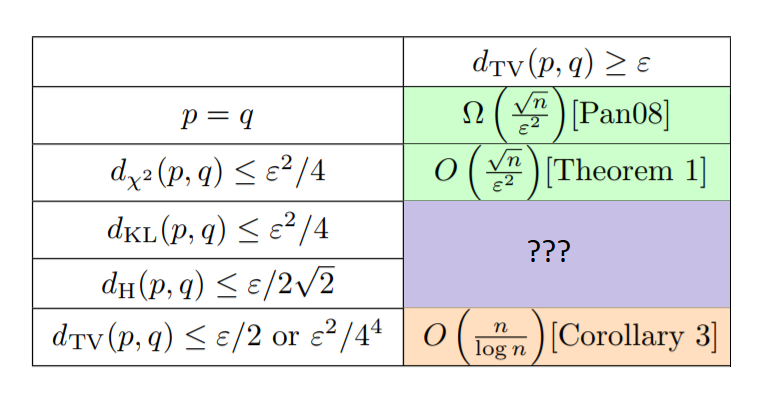 d_TV(p, q) ≥ ε
p = q Ω(√n/ε²) [Pan08]
d_χ²(p, q) ≤ ε²/4 O(√n/ε²) [Theorem 1]
d_KL(p, q) ≤ ε²/4
???
d_H(p, q) ≤ ε/2√2
d_TV(p, q) ≤ ε/2 or ε²/4⁴ O(n/log n) [Corollary 3]